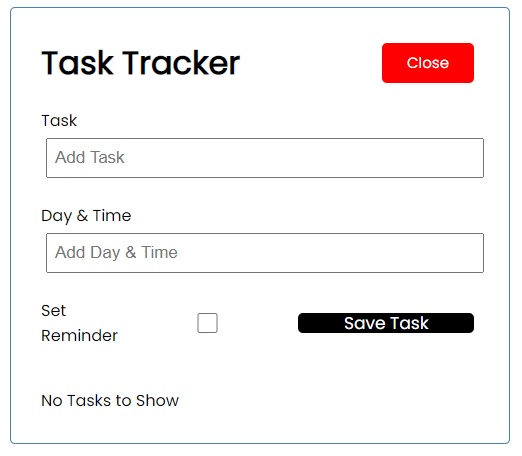 Task Tracker
Close
Task
Add Task
Day & Time
Add Day & Time
Set
Reminder
Save Task
No Tasks to Show